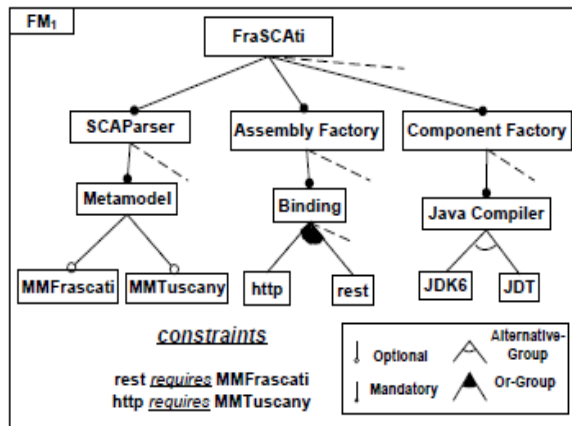 FM₁
FraSCAti
SCAParser
Assembly Factory
Component Factory
Metamodel
Binding
Java Compiler
MMFrascati
MMTuscany
http
rest
JDK6
JDT
constraints
rest requires MMFrascati
http requires MMTuscany
Optional
Alternative-
Group
Mandatory
Or-Group